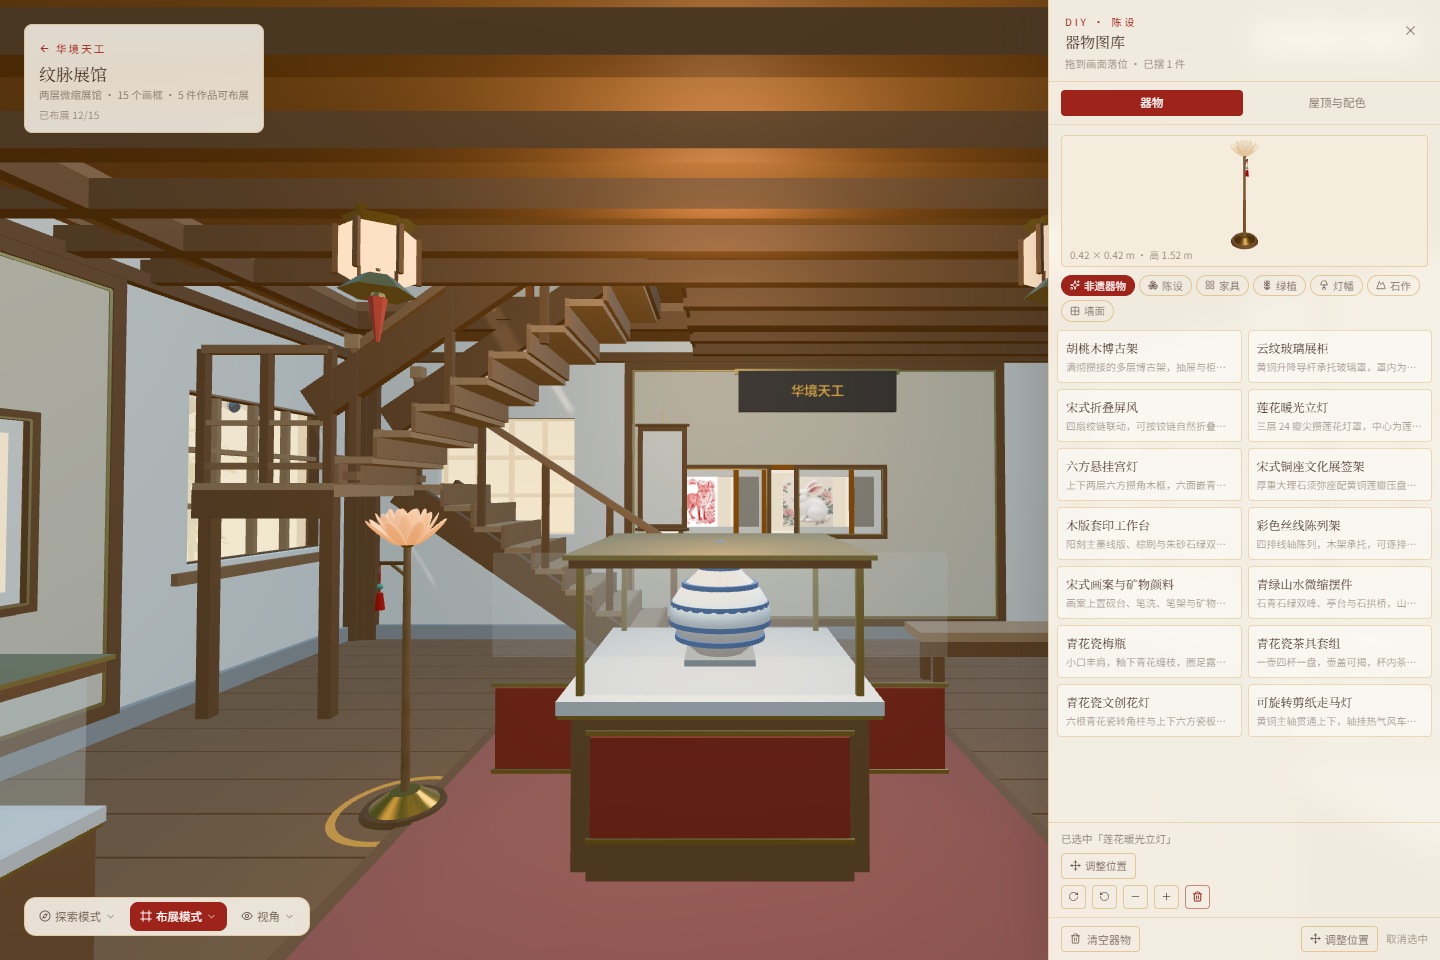 ← 华境天工
纹脉展馆
两层微缩展馆 · 15 个画框 · 5 件作品可布展
已布展 12/15
华境天工
探索模式
布展模式
视角
DIY · 陈设
器物图库
拖到画面落位 · 已摆 1 件
器物
屋顶与配色
0.42 × 0.42 m · 高 1.52 m
非遗器物
陈设
家具
绿植
灯幡
石作
墙面
胡桃木博古架
满彻攒接的多层博古架，抽屉与柜…
云纹玻璃展柜
黄铜升降导杆承托玻璃罩，罩内为…
宋式折叠屏风
四扇绞链联动，可按铰链自然折叠…
莲花暖光立灯
三层 24 瓣尖攒莲花灯罩，中心为莲…
六方悬挂宫灯
上下两层六方攒角木框，六面嵌青…
宋式铜座文化展签架
厚重大理石须弥座配黄铜莲瓣压盘…
木版套印工作台
阳刻主墨线版、棕刷与朱砂石绿双…
彩色丝线陈列架
四排线轴陈列，木架承托，可逐排…
宋式画案与矿物颜料
画案上置砚台、笔洗、笔架与矿物…
青绿山水微缩摆件
石青石绿双峰、亭台与石拱桥，山…
青花瓷梅瓶
小口丰肩，釉下青花缠枝，圈足露…
青花瓷茶具套组
一壶四杯一盘，壶盖可揭，杯内茶…
青花瓷文创花灯
六根青花瓷转角柱与上下六方瓷板…
可旋转剪纸走马灯
黄铜主轴贯通上下，轴挂热气风车…
已选中「莲花暖光立灯」
调整位置
清空器物
调整位置
取消选中